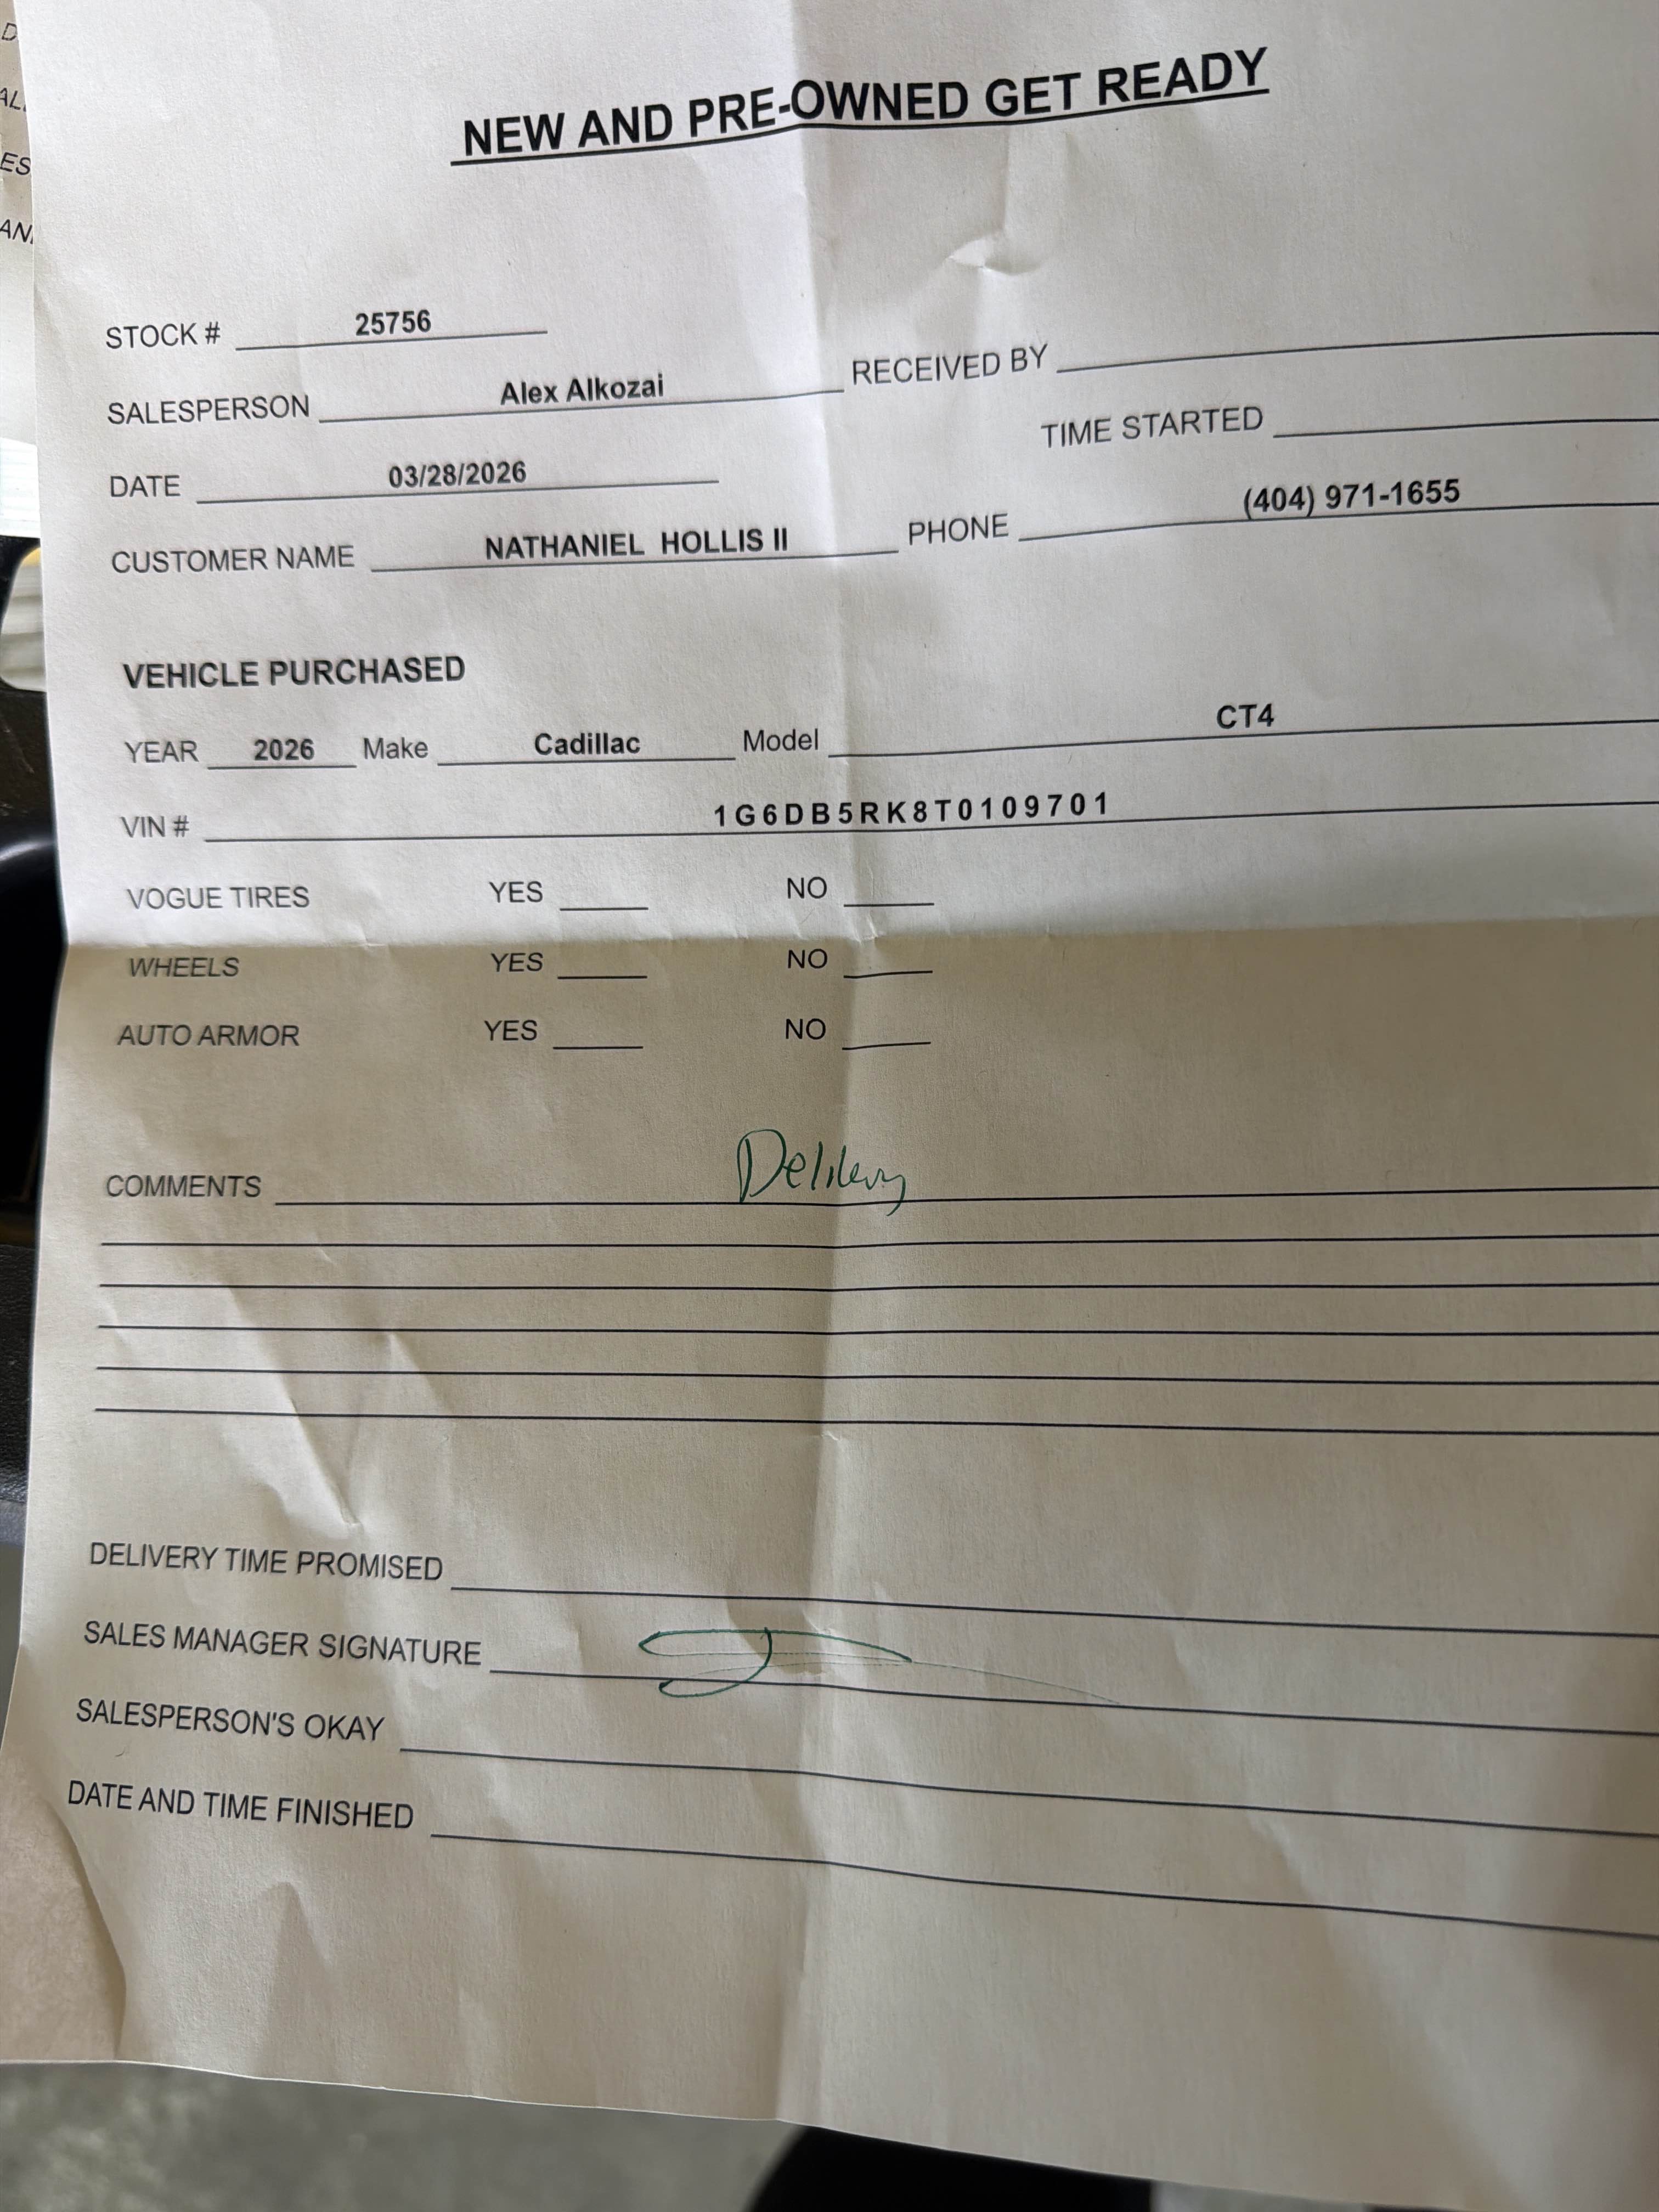 NEW AND PRE-OWNED GET READY
STOCK # 25756
SALESPERSON Alex Alkozai RECEIVED BY
TIME STARTED
DATE 03/28/2026
CUSTOMER NAME NATHANIEL HOLLIS II PHONE (404) 971-1655
VEHICLE PURCHASED
YEAR 2026 Make Cadillac Model CT4
VIN # 1G6DB5RK8T0109701
VOGUE TIRES YES NO
WHEELS YES NO
AUTO ARMOR YES NO
COMMENTS Delivery
DELIVERY TIME PROMISED
SALES MANAGER SIGNATURE
SALESPERSON'S OKAY
DATE AND TIME FINISHED